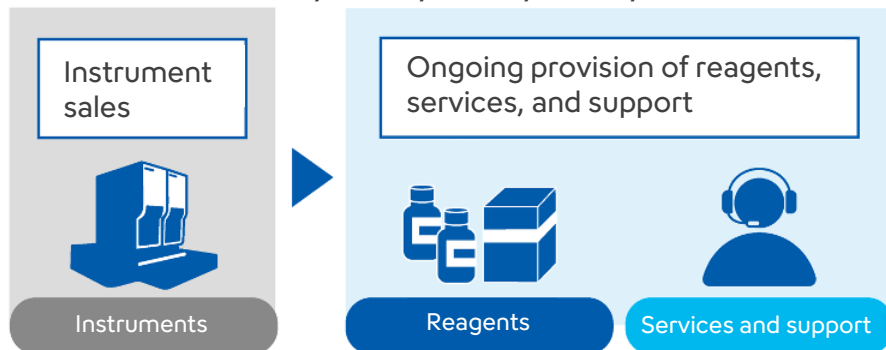 Instrument
sales
Ongoing provision of reagents,
services, and support
Instruments
Reagents
Services and support